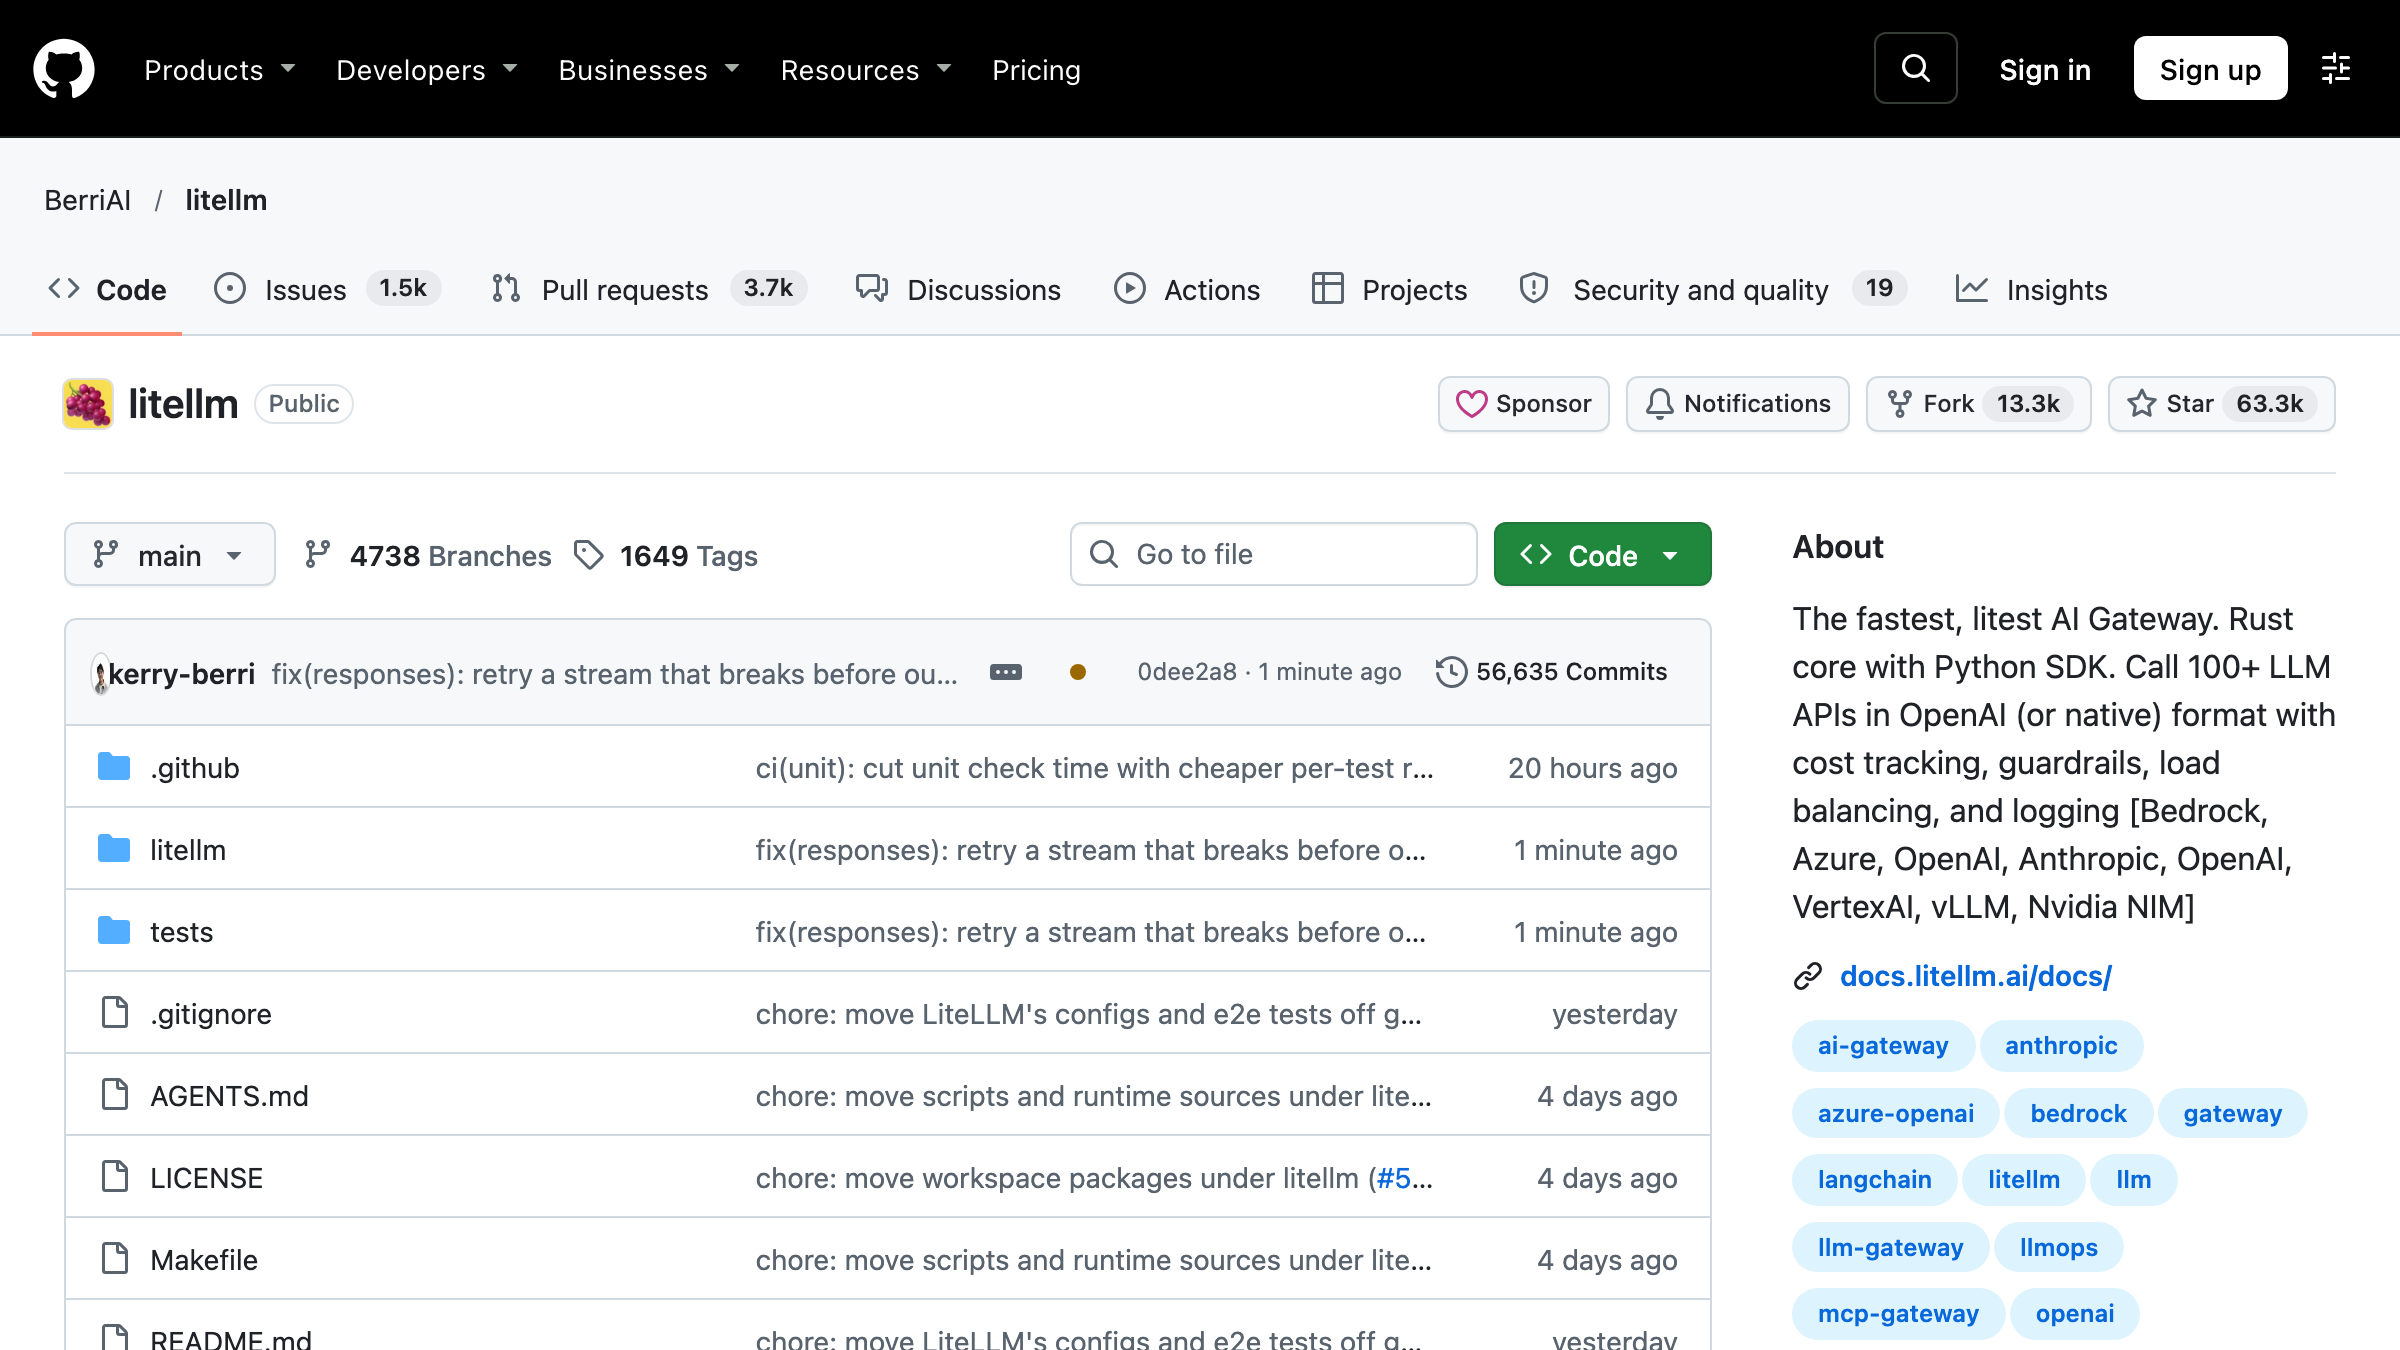 Products Developers Businesses Resources Pricing Sign in Sign up
BerriAI / litellm
Code Issues 1.5k Pull requests 3.7k Discussions Actions Projects Security and quality 19 Insights
litellm Public Sponsor Notifications Fork 13.3k Star 63.3k
main 4738 Branches 1649 Tags Go to file Code
kerry-berri fix(responses): retry a stream that breaks before ou... 0dee2a8 · 1 minute ago 56,635 Commits
.github ci(unit): cut unit check time with cheaper per-test r... 20 hours ago
litellm fix(responses): retry a stream that breaks before o... 1 minute ago
tests fix(responses): retry a stream that breaks before o... 1 minute ago
.gitignore chore: move LiteLLM's configs and e2e tests off g... yesterday
AGENTS.md chore: move scripts and runtime sources under lite... 4 days ago
LICENSE chore: move workspace packages under litellm (#5... 4 days ago
Makefile chore: move scripts and runtime sources under lite... 4 days ago
README.md chore: move LiteLLM's configs and e2e tests off g... yesterday
About
The fastest, litest AI Gateway. Rust
core with Python SDK. Call 100+ LLM
APIs in OpenAI (or native) format with
cost tracking, guardrails, load
balancing, and logging [Bedrock,
Azure, OpenAI, Anthropic, OpenAI,
VertexAI, vLLM, Nvidia NIM]
docs.litellm.ai/docs/
ai-gateway anthropic
azure-openai bedrock gateway
langchain litellm llm
llm-gateway llmops
mcp-gateway openai